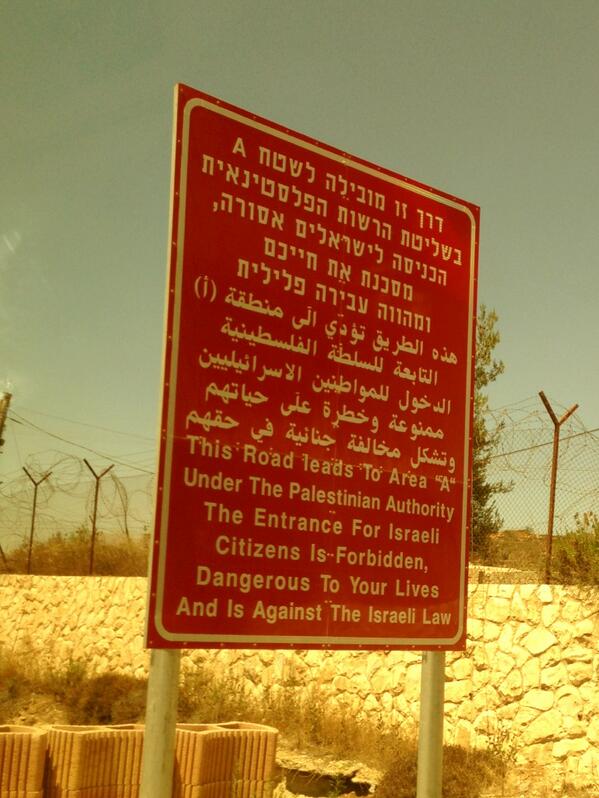 דרך זו מובילה לשטח A
בשליטת הרשות הפלסטינאית
הכניסה לישראלים אסורה,
מסכנת את חייכם
ומהווה עבירה פלילית
هذه الطريق تؤدي الى منطقة (أ)
التابعة للسلطة الفلسطينية
الدخول للمواطنين الاسرائيليين
ممنوعة وخطرة على حياتهم
وتشكل مخالفة جنائية في حقهم
This Road leads To Area "A"
Under The Palestinian Authority
The Entrance For Israeli
Citizens Is Forbidden,
Dangerous To Your Lives
And Is Against The Israeli Law